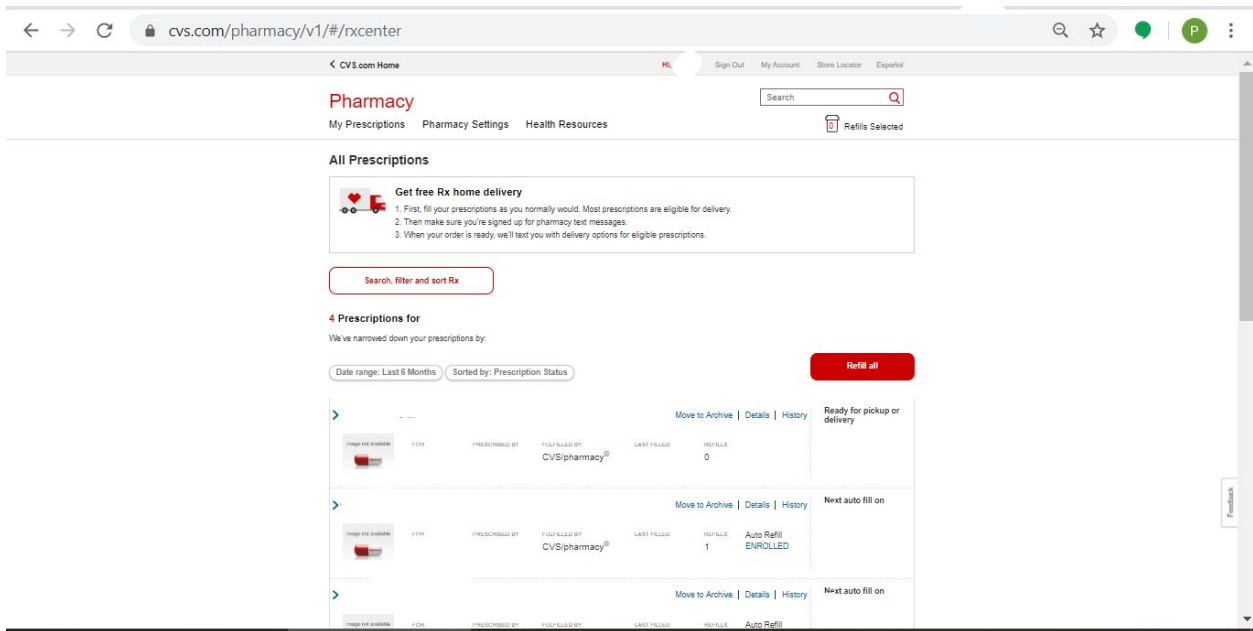 cvs.com/pharmacy/v1/#/rxcenter
P
CVS.com Home
HI,
Sign Out My Account Store Locator Español
Pharmacy
Search
My Prescriptions Pharmacy Settings Health Resources
0 Refills Selected
All Prescriptions
Get free Rx home delivery
1. First, fill your prescriptions as you normally would. Most prescriptions are eligible for delivery.
2. Then make sure you're signed up for pharmacy text messages.
3. When your order is ready, we'll text you with delivery options for eligible prescriptions.
Search, filter and sort Rx
4 Prescriptions for
We've narrowed down your prescriptions by:
Date range: Last 6 Months Sorted by: Prescription Status
Refill all
Move to Archive | Details | History
Ready for pickup or
delivery
Image not available
FOR PRESCRIBED BY FULFILLED BY LAST FILLED REFILLS
CVS/pharmacy® 0
Move to Archive | Details | History
Next auto fill on
Image not available
FOR PRESCRIBED BY FULFILLED BY LAST FILLED REFILLS Auto Refill
CVS/pharmacy® 1 ENROLLED
Feedback
Move to Archive | Details | History
Next auto fill on
Image not available
FOR PRESCRIBED BY FULFILLED BY LAST FILLED REFILLS Auto Refill